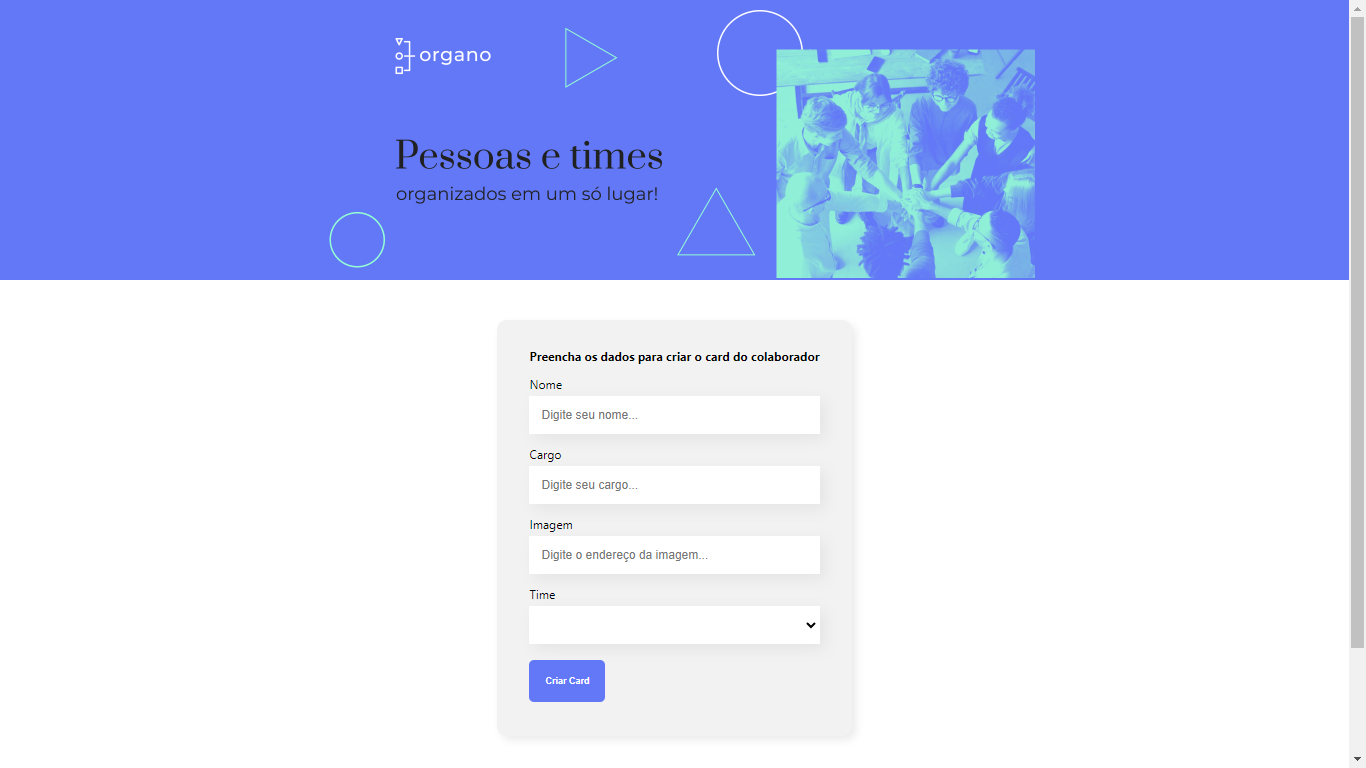 organo
Pessoas e times
organizados em um só lugar!
Preencha os dados para criar o card do colaborador
Nome
Digite seu nome...
Cargo
Digite seu cargo...
Imagem
Digite o endereço da imagem...
Time
Criar Card